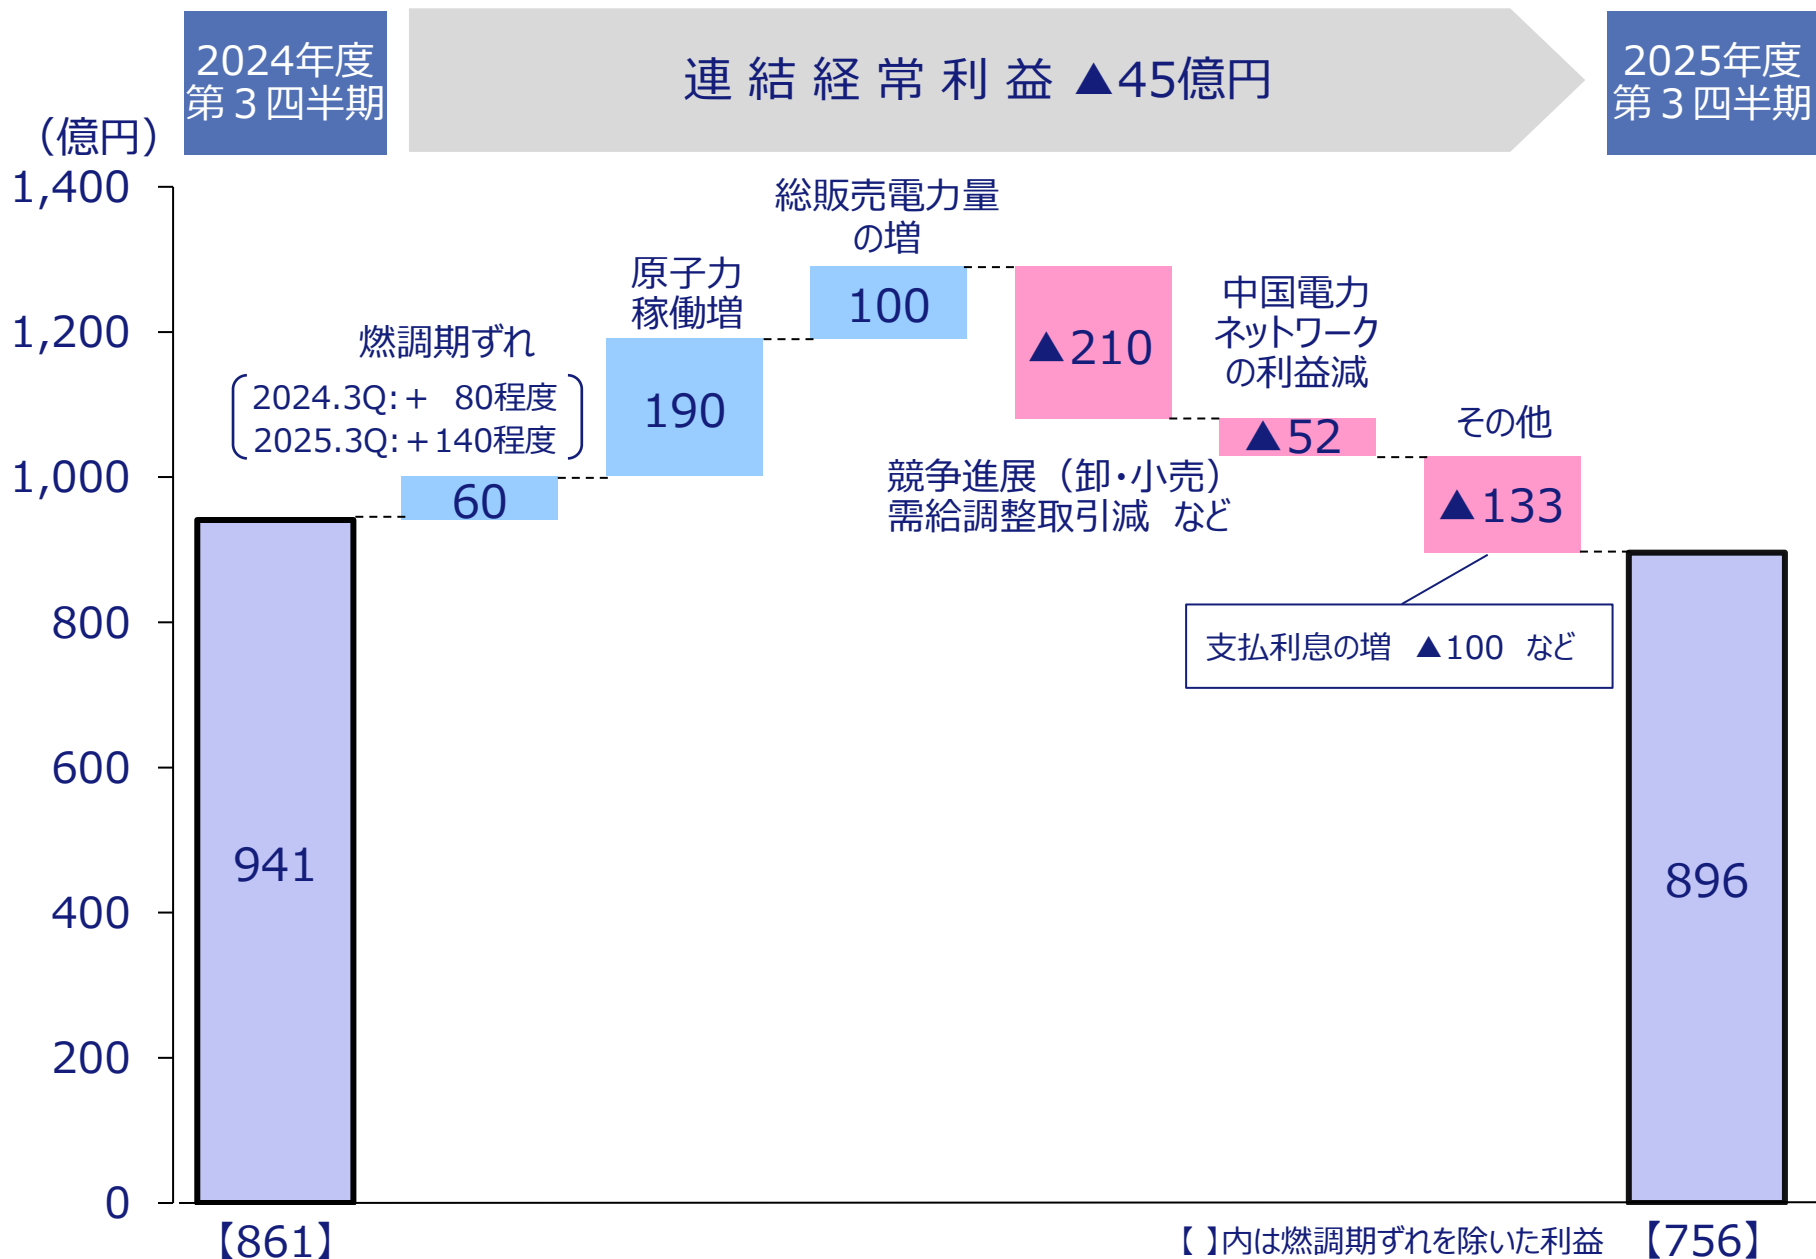 2024年度
第３四半期
連結経常利益 ▲45億円
2025年度
第３四半期
（億円）
1,400
1,200
1,000
800
600
400
200
0
燃調期ずれ
2024.3Q:+ 80程度
2025.3Q:+140程度
60
原子力
稼働増
190
総販売電力量
の増
100
▲210
競争進展（卸・小売）
需給調整取引減 など
中国電力
ネットワーク
の利益減
▲52
その他
▲133
支払利息の増 ▲100 など
941
896
【861】
【 】内は燃調期ずれを除いた利益
【756】